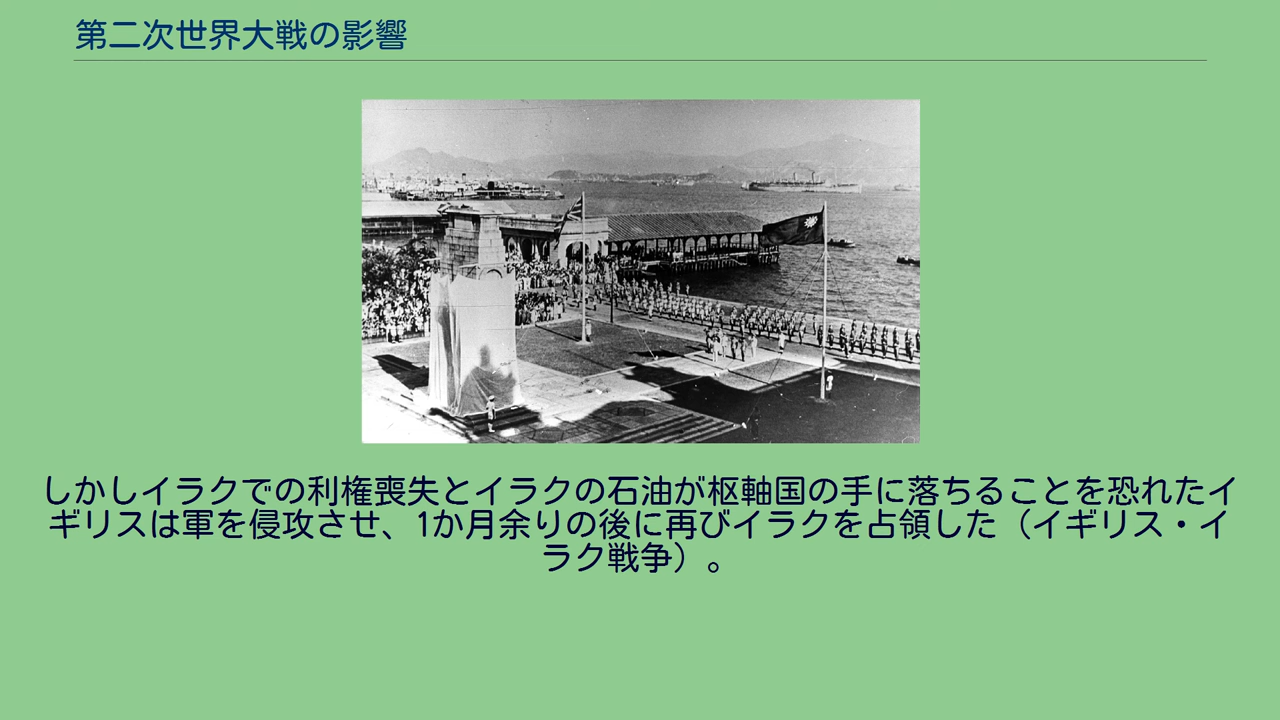 第二次世界大戦の影響
しかしイラクでの利権喪失とイラクの石油が枢軸国の手に落ちることを恐れたイ
ギリスは軍を侵攻させ、1か月余りの後に再びイラクを占領した（イギリス・イ
ラク戦争）。